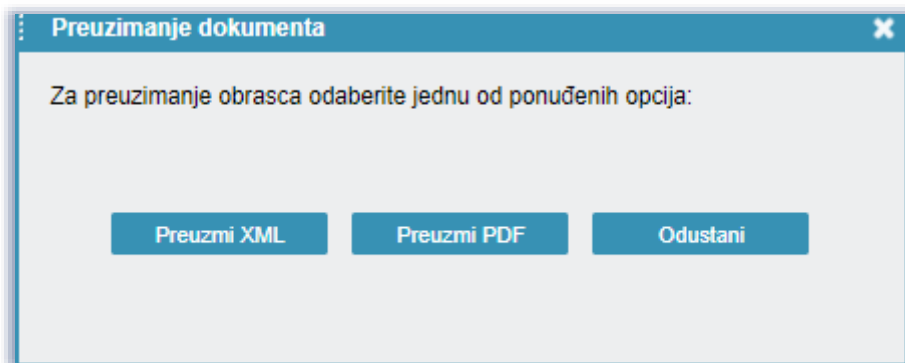 Preuzimanje dokumenta
Za preuzimanje obrasca odaberite jednu od ponuđenih opcija:
Preuzmi XML Preuzmi PDF Odustani